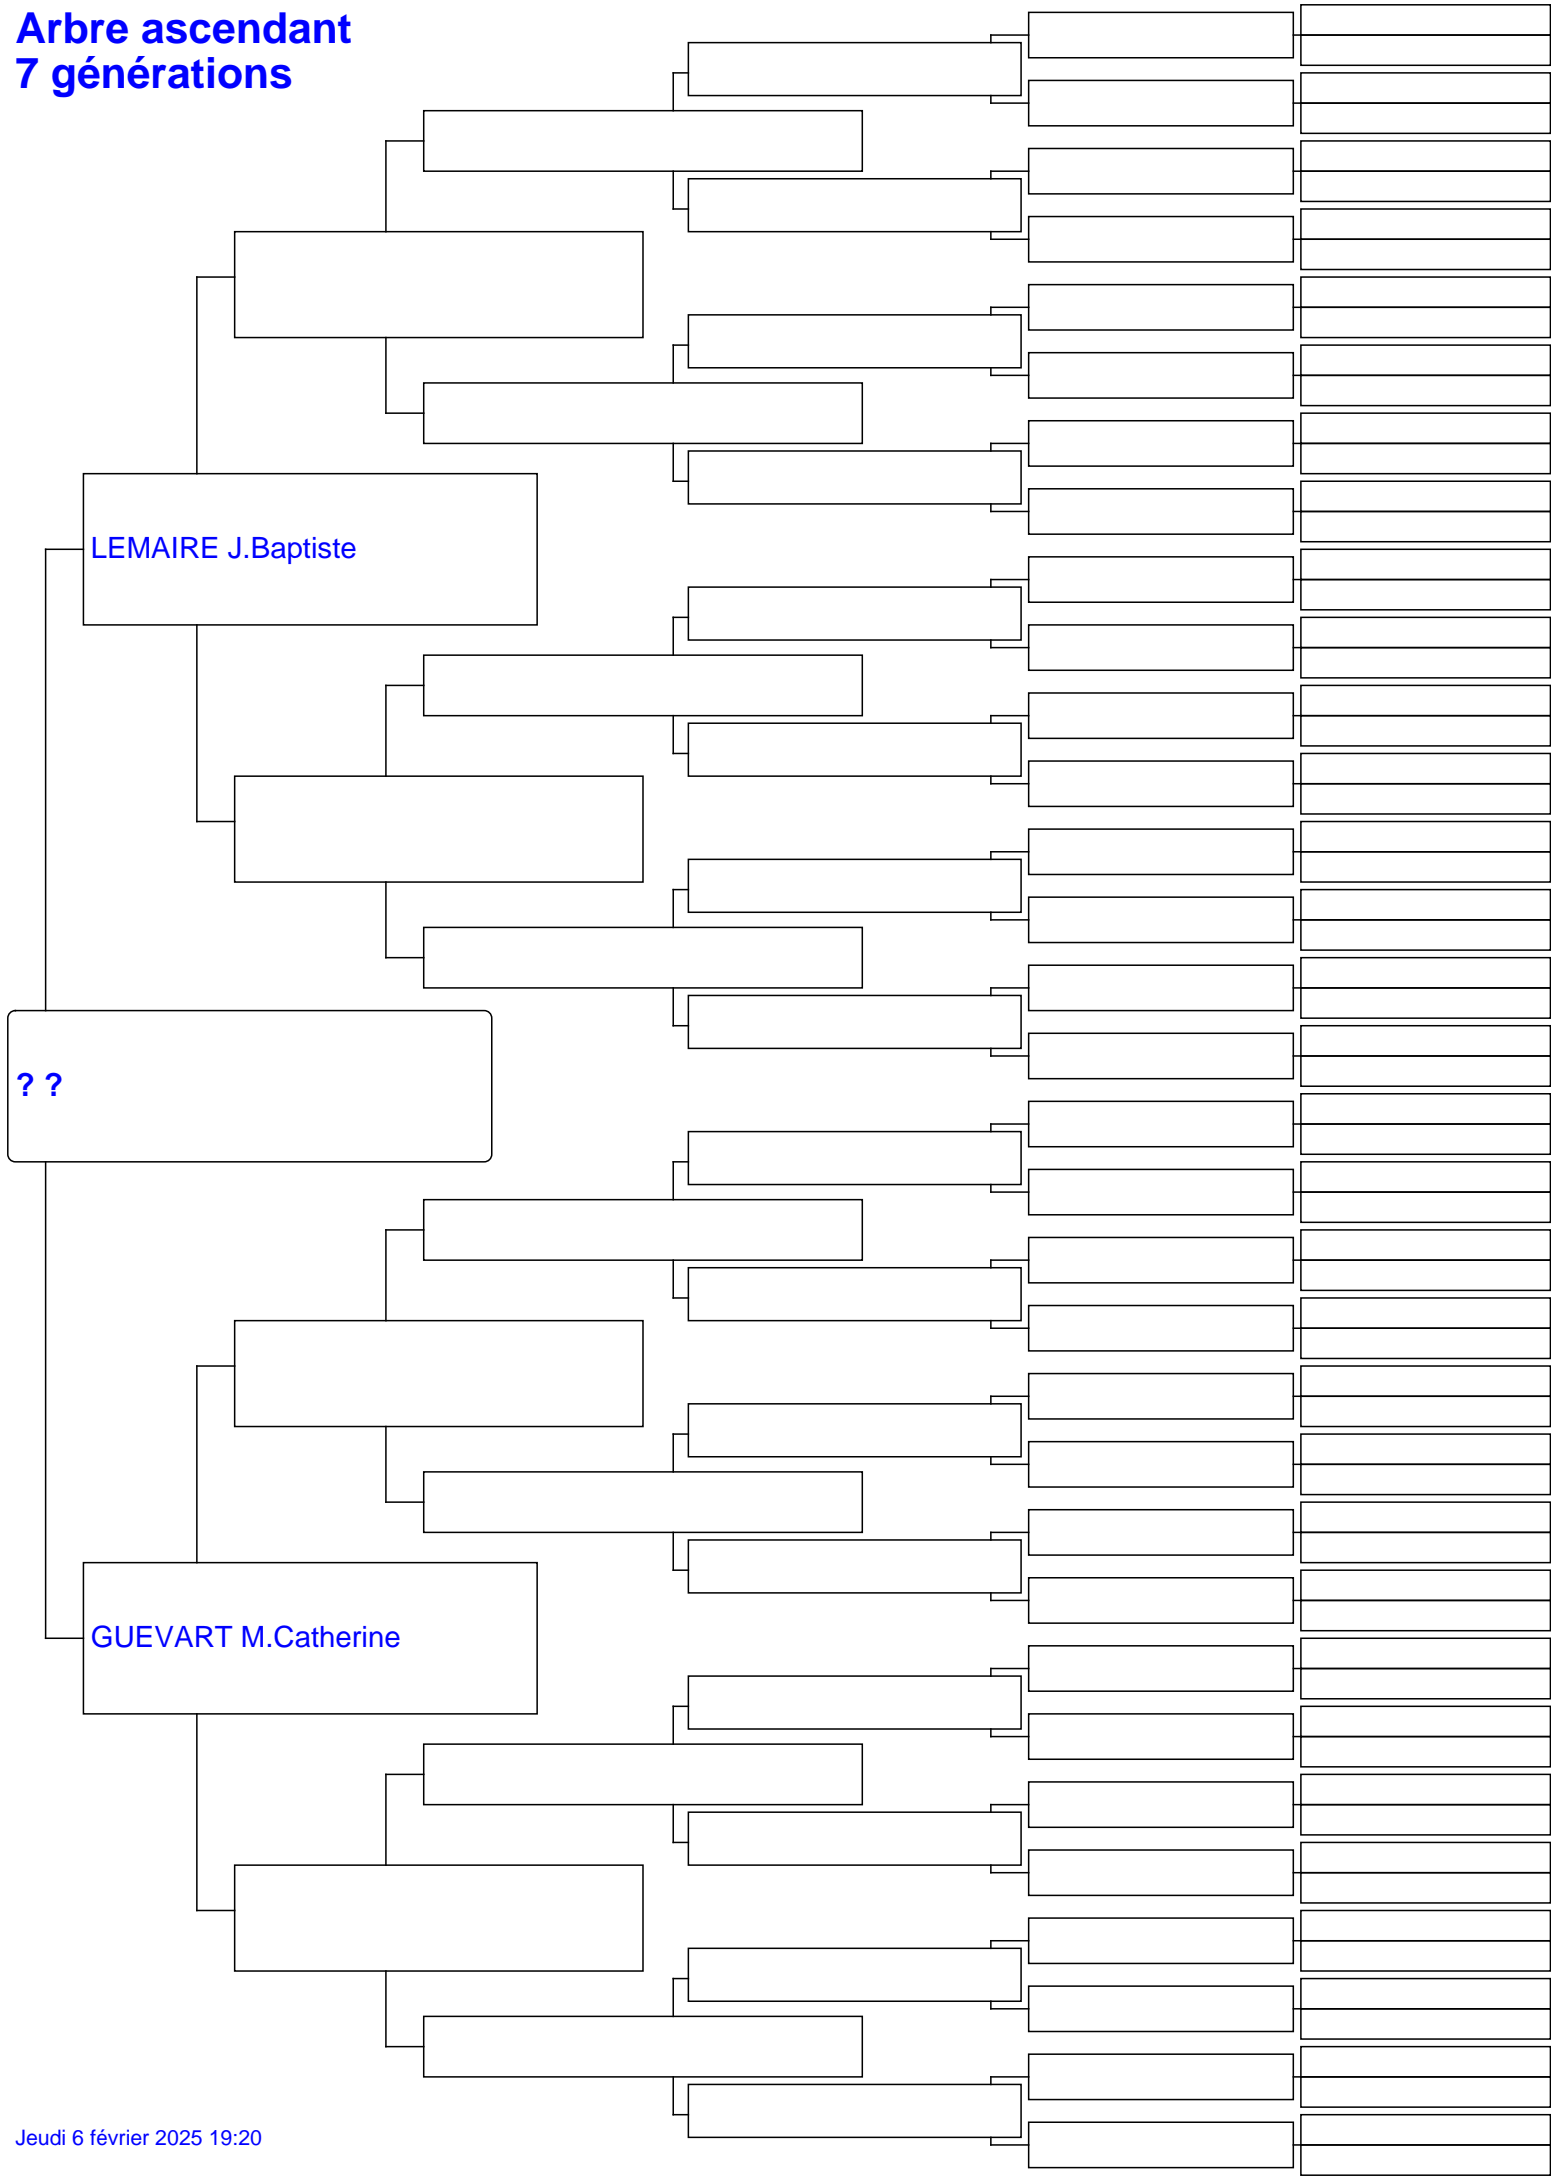 Arbre ascendant
7 générations
LEMAIRE J.Baptiste
? ?
GUEVART M.Catherine
Jeudi 6 février 2025 19:20